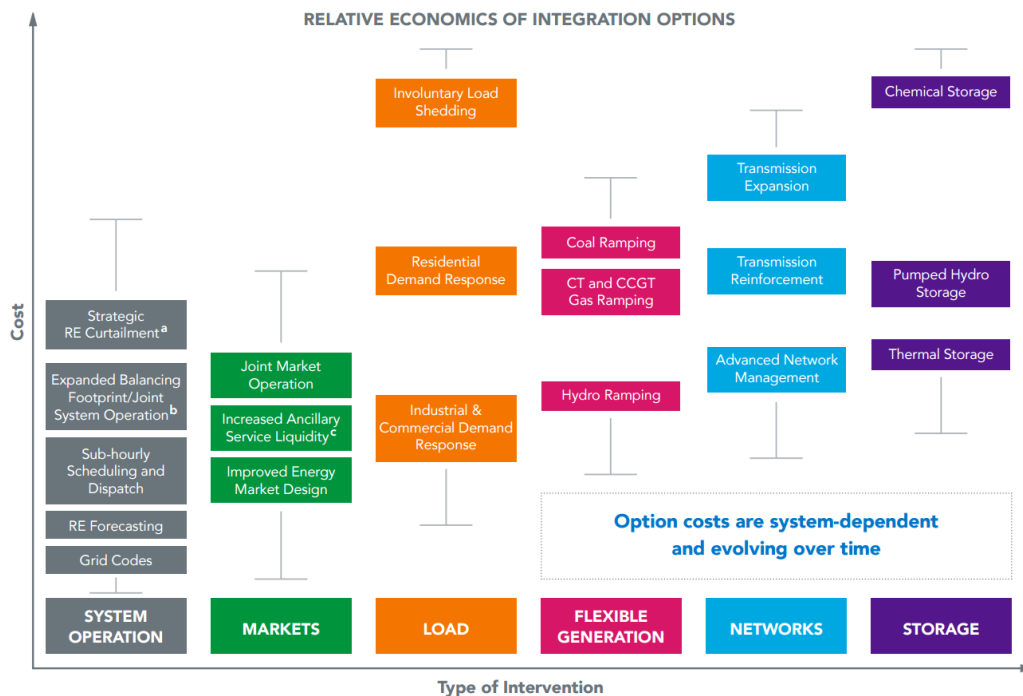 RELATIVE ECONOMICS OF INTEGRATION OPTIONS
Cost
Strategic
RE Curtailment a
Expanded Balancing
Footprint/Joint
System Operation b
Sub-hourly
Scheduling and
Dispatch
RE Forecasting
Grid Codes
SYSTEM
OPERATION
Joint Market
Operation
Increased Ancillary
Service Liquidity c
Improved Energy
Market Design
MARKETS
Involuntary Load
Shedding
Residential
Demand Response
Industrial &
Commercial Demand
Response
LOAD
Coal Ramping
CT and CCGT
Gas Ramping
Hydro Ramping
FLEXIBLE
GENERATION
Transmission
Expansion
Transmission
Reinforcement
Advanced Network
Management
NETWORKS
Chemical Storage
Pumped Hydro
Storage
Thermal Storage
STORAGE
Option costs are system-dependent
and evolving over time
Type of Intervention